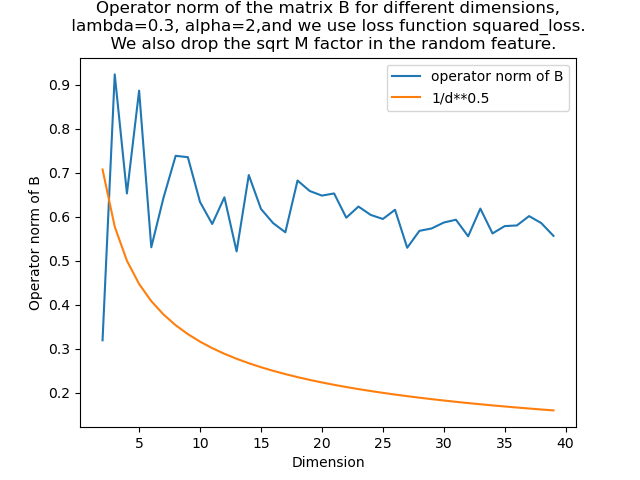 Operator norm of the matrix B for different dimensions,
lambda=0.3, alpha=2,and we use loss function squared_loss.
We also drop the sqrt M factor in the random feature.
operator norm of B
1/d**0.5
Operator norm of B
0.9
0.8
0.7
0.6
0.5
0.4
0.3
0.2
5 10 15 20 25 30 35 40
Dimension